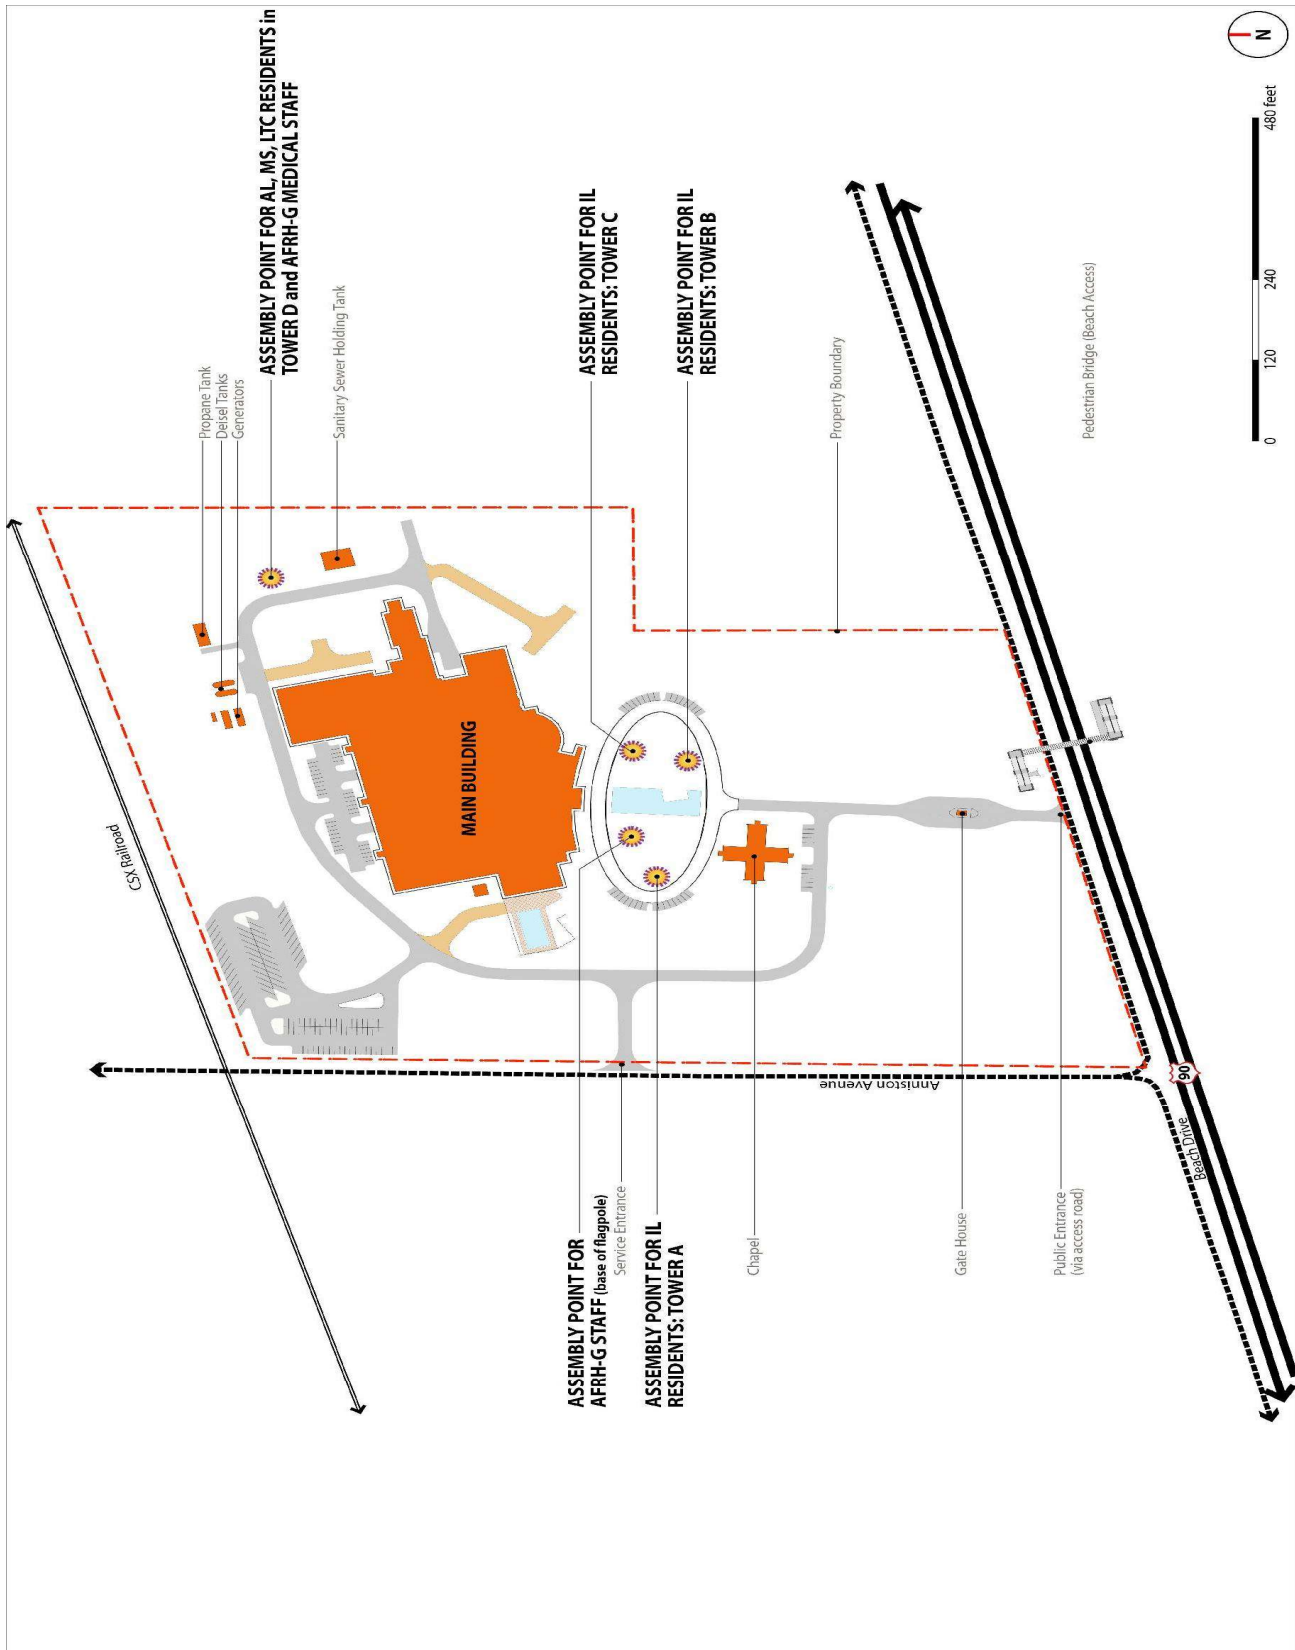 N
0
120
240
480 feet
CSX Railroad
Propane Tank
Deisel Tanks
Generators
ASSEMBLY POINT FOR AL, MS, LTC RESIDENTS in
TOWER D and AFRH-G MEDICAL STAFF
Sanitary Sewer Holding Tank
ASSEMBLY POINT FOR IL
RESIDENTS: TOWER C
ASSEMBLY POINT FOR IL
RESIDENTS: TOWER B
Property Boundary
Pedestrian Bridge (Beach Access)
MAIN BUILDING
ASSEMBLY POINT FOR
AFRH-G STAFF (base of flagpole)
Service Entrance
ASSEMBLY POINT FOR IL
RESIDENTS: TOWER A
Chapel
Gate House
Public Entrance
(via access road)
Anniston Avenue
Beach Drive
90